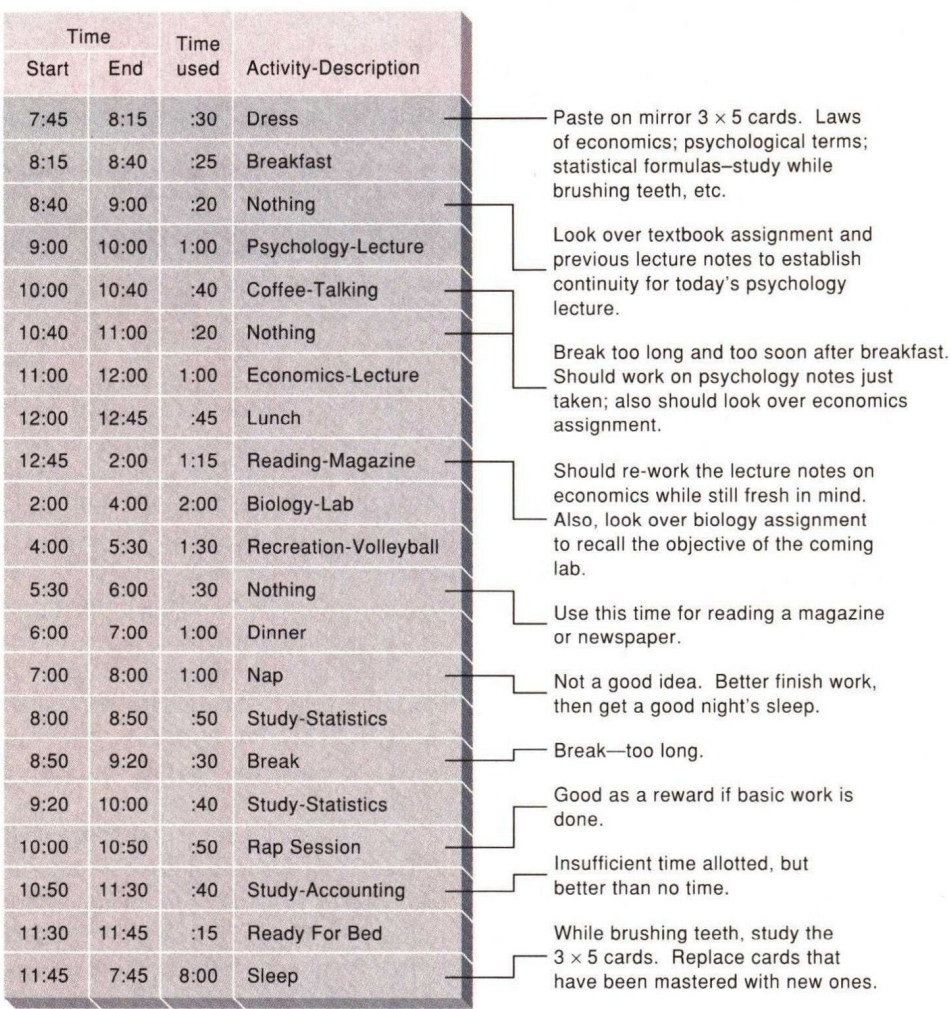 Time
Time used
Start End Activity-Description
7:45 8:15 :30 Dress
8:15 8:40 :25 Breakfast
8:40 9:00 :20 Nothing
9:00 10:00 1:00 Psychology-Lecture
10:00 10:40 :40 Coffee-Talking
10:40 11:00 :20 Nothing
11:00 12:00 1:00 Economics-Lecture
12:00 12:45 :45 Lunch
12:45 2:00 1:15 Reading-Magazine
2:00 4:00 2:00 Biology-Lab
4:00 5:30 1:30 Recreation-Volleyball
5:30 6:00 :30 Nothing
6:00 7:00 1:00 Dinner
7:00 8:00 1:00 Nap
8:00 8:50 :50 Study-Statistics
8:50 9:20 :30 Break
9:20 10:00 :40 Study-Statistics
10:00 10:50 :50 Rap Session
10:50 11:30 :40 Study-Accounting
11:30 11:45 :15 Ready For Bed
11:45 7:45 8:00 Sleep
Paste on mirror 3 × 5 cards. Laws
of economics; psychological terms;
statistical formulas–study while
brushing teeth, etc.
Look over textbook assignment and
previous lecture notes to establish
continuity for today's psychology
lecture.
Break too long and too soon after breakfast.
Should work on psychology notes just
taken; also should look over economics
assignment.
Should re-work the lecture notes on
economics while still fresh in mind.
Also, look over biology assignment
to recall the objective of the coming
lab.
Use this time for reading a magazine
or newspaper.
Not a good idea. Better finish work,
then get a good night's sleep.
Break—too long.
Good as a reward if basic work is
done.
Insufficient time allotted, but
better than no time.
While brushing teeth, study the
3 × 5 cards. Replace cards that
have been mastered with new ones.